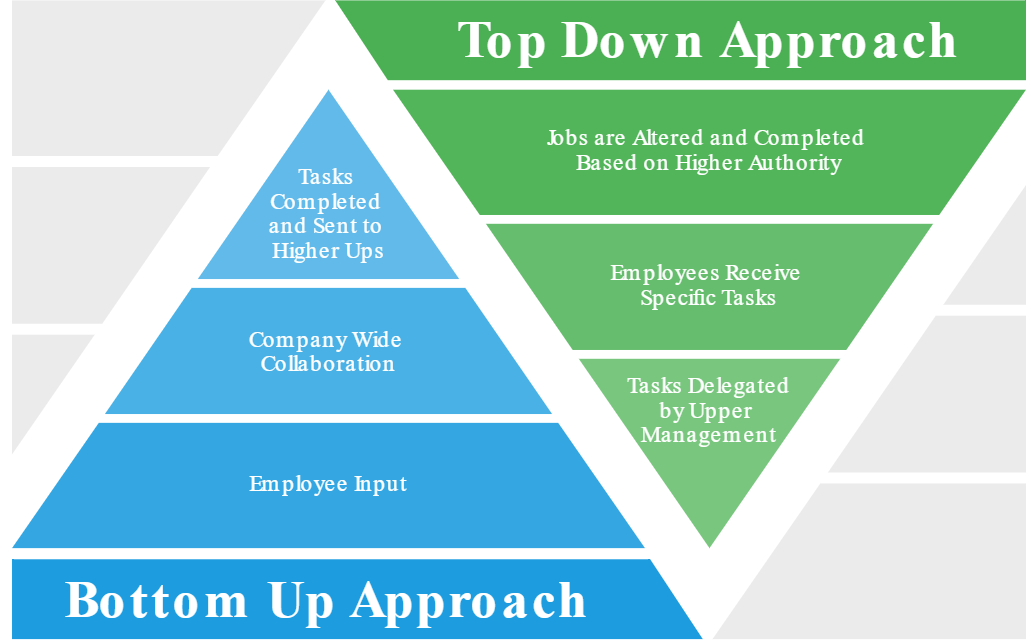 Top Down Approach
Jobs are Altered and Completed
Based on Higher Authority
Employees Receive
Specific Tasks
Tasks Delegated
by Upper
Management
Tasks
Completed
and Sent to
Higher Ups
Company Wide
Collaboration
Employee Input
Bottom Up Approach